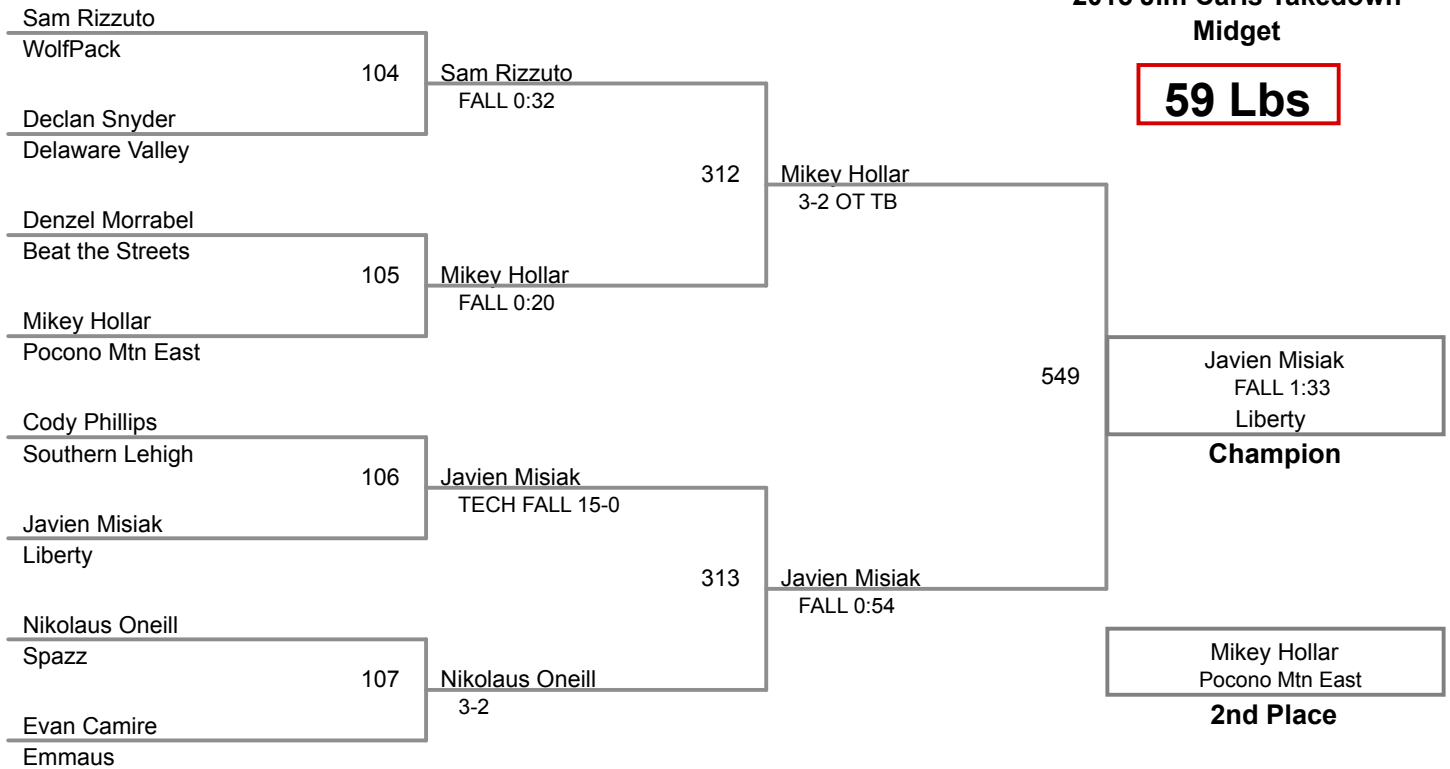 Midget
59 Lbs
Sam Rizzuto
WolfPack
104
Sam Rizzuto
FALL 0:32
Declan Snyder
Delaware Valley
312
Mikey Hollar
3-2 OT TB
Denzel Morrabel
Beat the Streets
105
Mikey Hollar
FALL 0:20
Mikey Hollar
Pocono Mtn East
549
Javien Misiak
FALL 1:33
Liberty
Champion
Cody Phillips
Southern Lehigh
106
Javien Misiak
TECH FALL 15-0
Javien Misiak
Liberty
313
Javien Misiak
FALL 0:54
Nikolaus Oneill
Spazz
107
Nikolaus Oneill
3-2
Evan Camire
Emmaus
Mikey Hollar
Pocono Mtn East
2nd Place